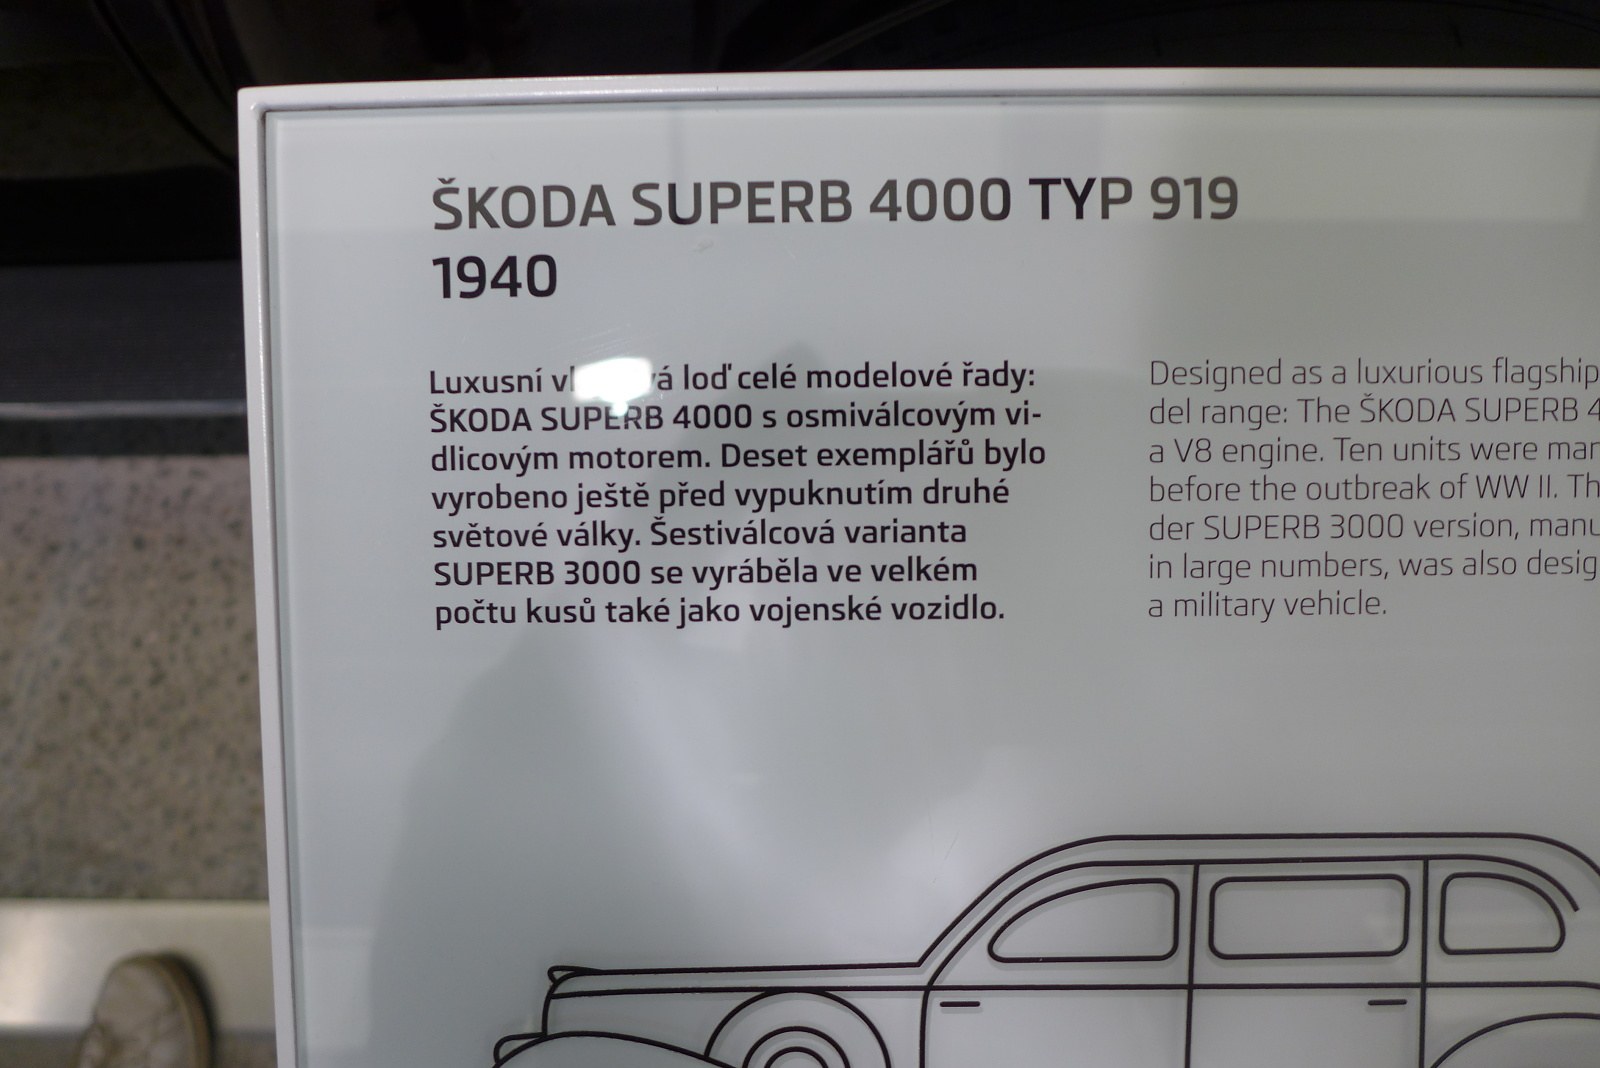 ŠKODA SUPERB 4000 TYP 919
1940
Luxusní loď celé modelové řady:
ŠKODA SUPERB 4000 s osmiválcovým vi-
dlicovým motorem. Deset exemplářů bylo
vyrobeno ještě před vypuknutím druhé
světové války. Šestiválcová varianta
SUPERB 3000 se vyráběla ve velkém
počtu kusů také jako vojenské vozidlo.
Designed as a luxurious flagship
del range: The ŠKODA SUPERB
a V8 engine. Ten units were
before the outbreak of WW II.
der SUPERB 3000 version,
in large numbers, was also
a military vehicle.